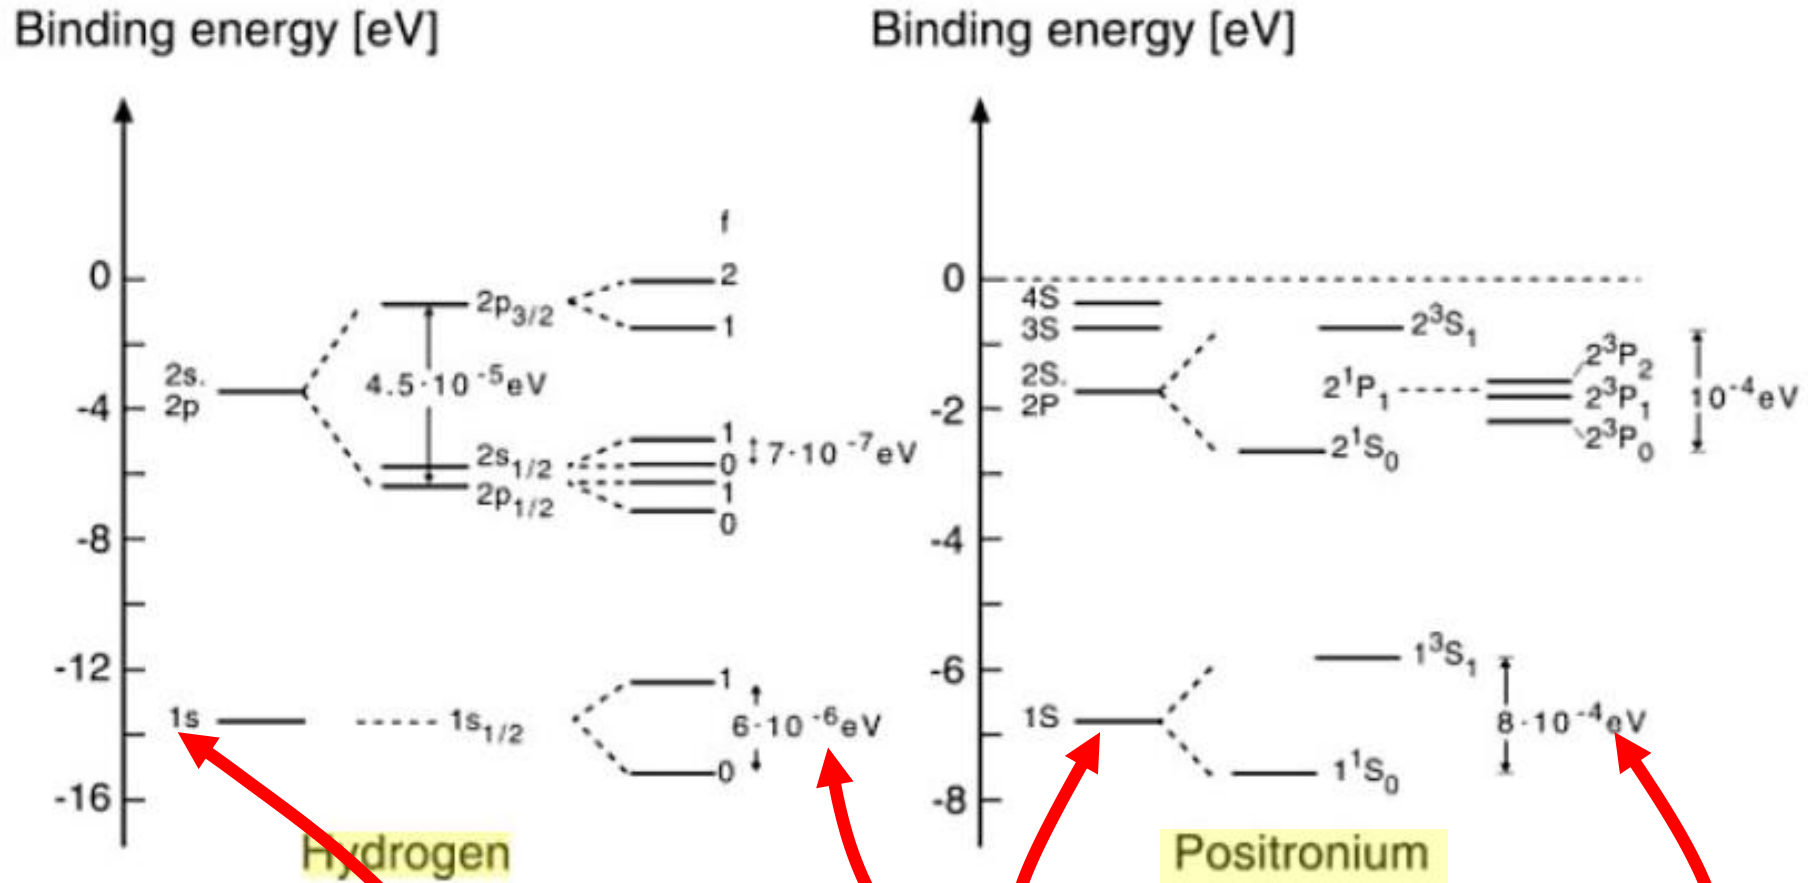 Binding energy [eV]
0
-4
-8
-12
-16
2s.
2p
1s
2p3/2
4.5·10-5eV
2s1/2
2p1/2
1s1/2
f
2
1
1
0
7·10-7eV
1
0
1
6·10-6eV
0
Hydrogen
Binding energy [eV]
0
-2
-4
-6
-8
4S
3S
2S.
2P
1S
2³S₁
2¹P₁
2³P₂
2³P₁
2³P₀
10-4eV
2¹S₀
1³S₁
8·10-4eV
1¹S₀
Positronium